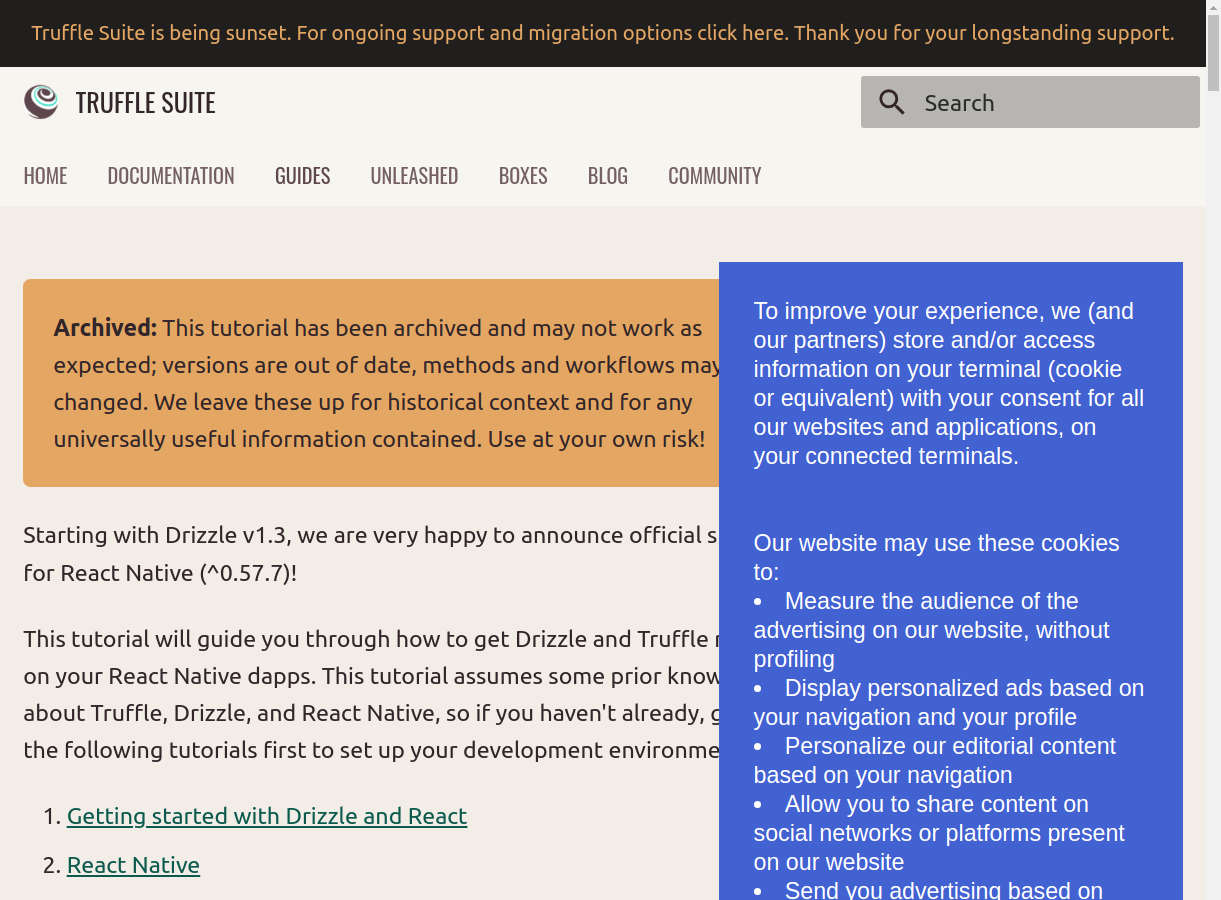 Truffle Suite is being sunset. For ongoing support and migration options click here. Thank you for your longstanding support.
TRUFFLE SUITE
Search
HOME
DOCUMENTATION
GUIDES
UNLEASHED
BOXES
BLOG
COMMUNITY
Archived: This tutorial has been archived and may not work as
expected; versions are out of date, methods and workflows may
changed. We leave these up for historical context and for any
universally useful information contained. Use at your own risk!
Starting with Drizzle v1.3, we are very happy to announce official
for React Native (^0.57.7)!
This tutorial will guide you through how to get Drizzle and Truffle
on your React Native dapps. This tutorial assumes some prior
about Truffle, Drizzle, and React Native, so if you haven't already,
the following tutorials first to set up your development
1. Getting started with Drizzle and React
2. React Native
To improve your experience, we (and
our partners) store and/or access
information on your terminal (cookie
or equivalent) with your consent for all
our websites and applications, on
your connected terminals.
Our website may use these cookies
to:
• Measure the audience of the
advertising on our website, without
profiling
• Display personalized ads based on
your navigation and your profile
• Personalize our editorial content
based on your navigation
• Allow you to share content on
social networks or platforms present
on our website
• Send you advertising based on